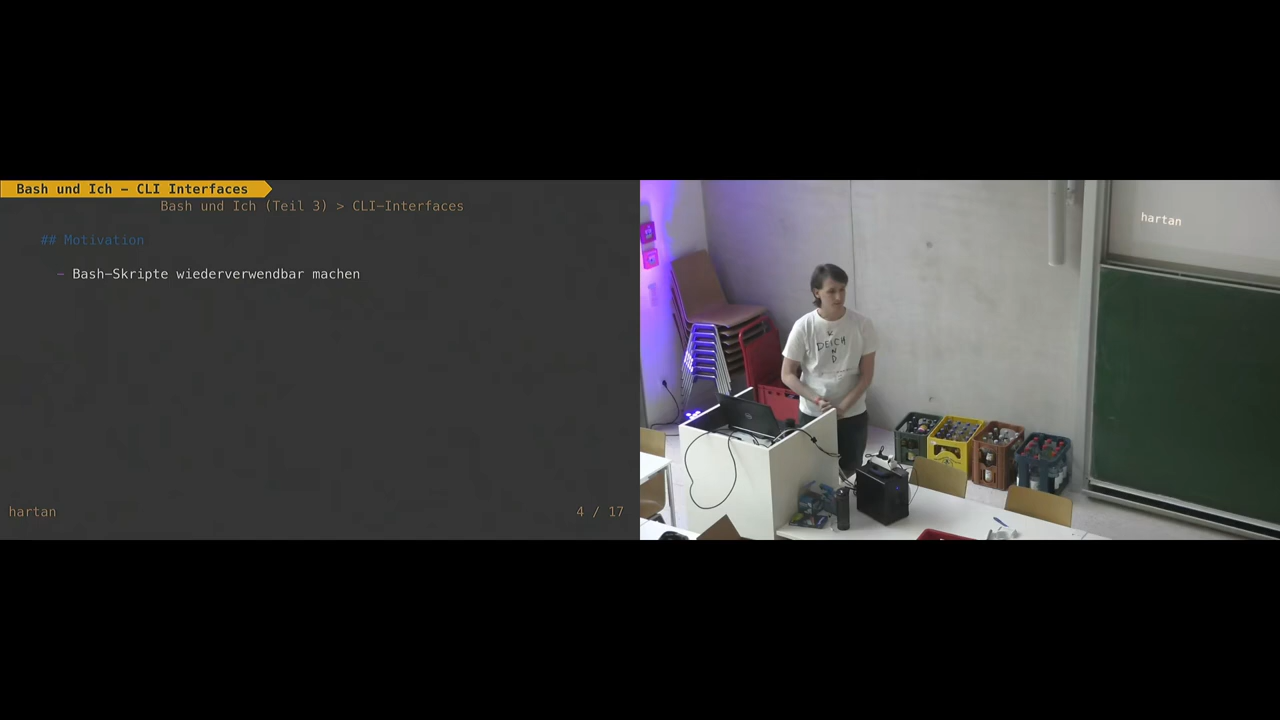 Bash und Ich - CLI Interfaces
Bash und Ich (Teil 3) > CLI-Interfaces
## Motivation
- Bash-Skripte wiederverwendbar machen
hartan
4 / 17
hartan
DEICH
N
D